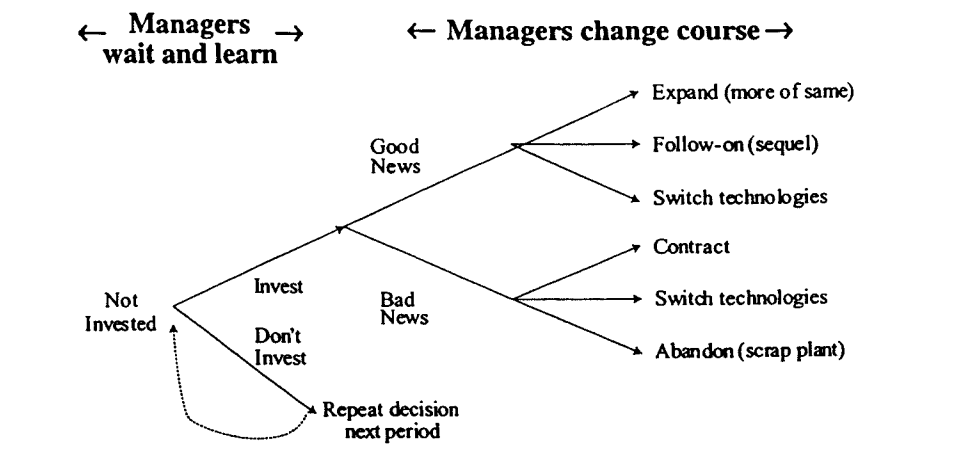 ← Managers →
wait and learn
← Managers change course →
Expand (more of same)
Good
News
Follow-on (sequel)
Switch technologies
Contract
Invest
Not
Invested
Bad
News
Switch technologies
Don't
Invest
Abandon (scrap plant)
Repeat decision
next period